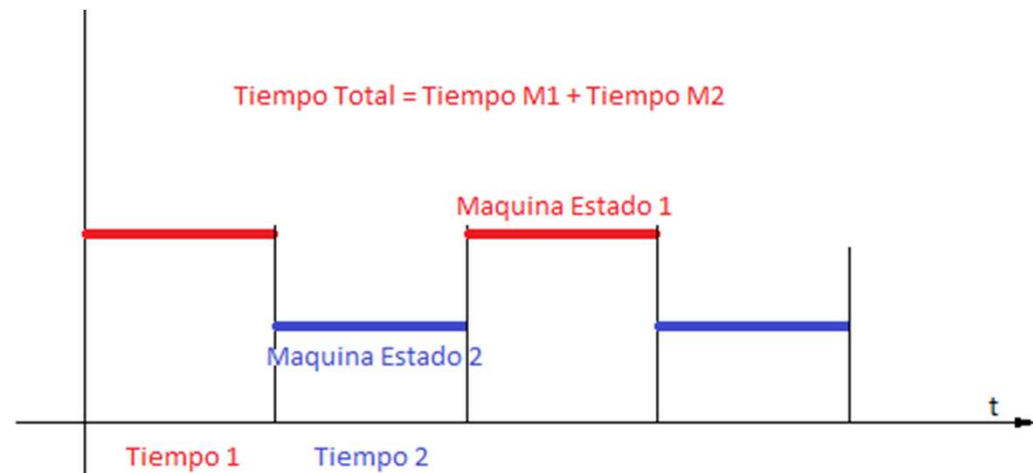 Tiempo Total = Tiempo M1 + Tiempo M2
Maquina Estado 1
Maquina Estado 2
t
Tiempo 1
Tiempo 2